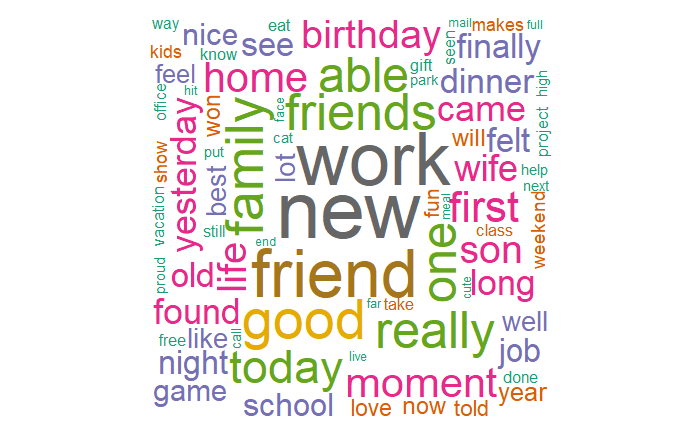 way
nice
eat
birthday
mail
makes
full
kids
know
see
seen
finally
feel
home
able
gift
park
dinner
high
office
hit
won
face
friends
came
project
yesterday
put
family
cat
work
will
felt
show
best
lot
wife
help
next
vacation
still
new
fun
meal
first
class
weekend
end
one
son
proud
old
life
friend
cute
long
found
good
far
take
really
well
free
like
call
night
today
live
job
game
school
moment
done
year
love
now
told